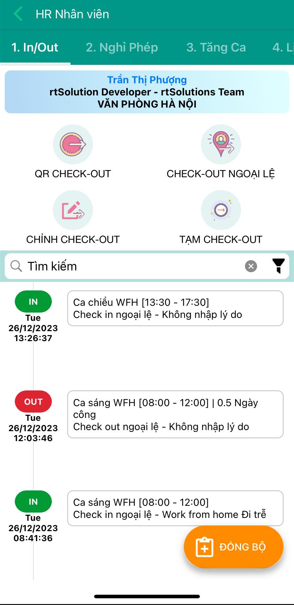 HR Nhân viên
1. In/Out
2. Nghỉ Phép
3. Tăng Ca
4. L
Trần Thị Phượng
rtSolution Developer - rtSolutions Team
VĂN PHÒNG HÀ NỘI
QR CHECK-OUT
CHECK-OUT NGOẠI LỆ
CHỈNH CHECK-OUT
TẠM CHECK-OUT
Tìm kiếm
IN
Tue
26/12/2023
13:26:37
Ca chiều WFH [13:30 - 17:30]
Check in ngoại lệ - Không nhập lý do
OUT
Tue
26/12/2023
12:03:46
Ca sáng WFH [08:00 - 12:00] | 0.5 Ngày
công
Check out ngoại lệ - Không nhập lý do
IN
Tue
26/12/2023
08:41:36
Ca sáng WFH [08:00 - 12:00]
Check in ngoại lệ - Work from home Đi trễ
ĐỒNG BỘ